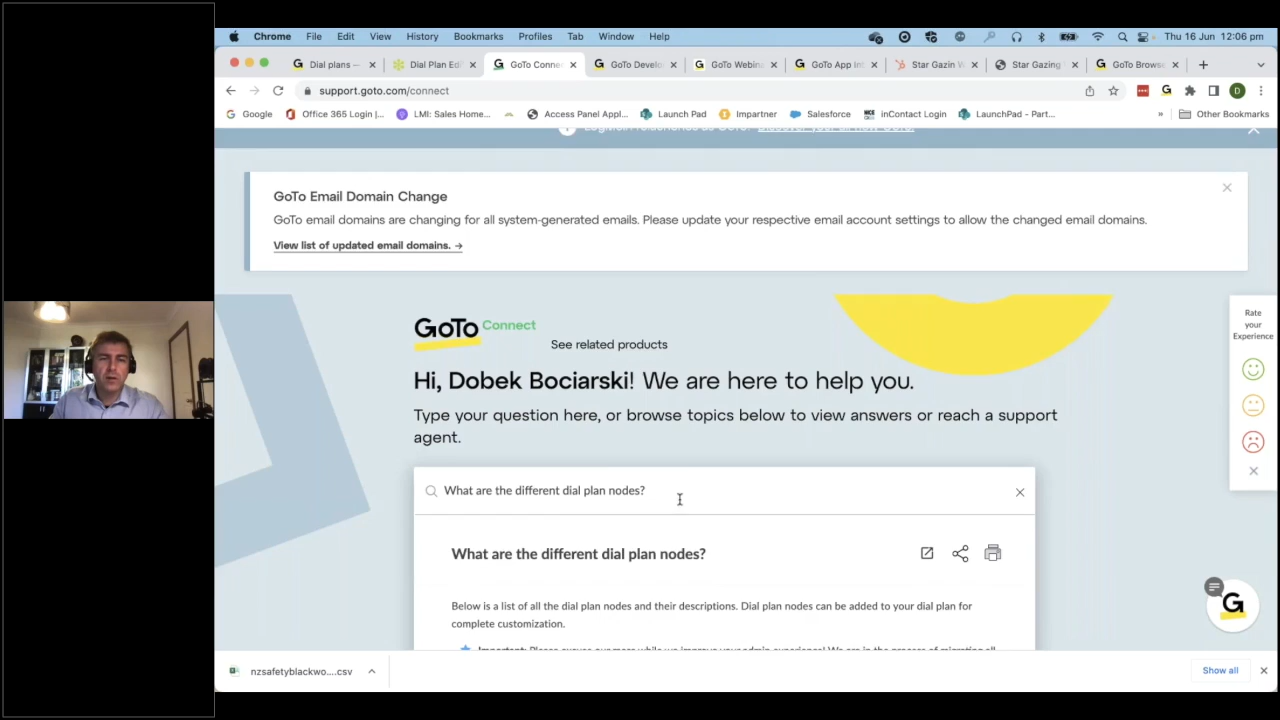 Chrome File Edit View History Bookmarks Profiles Tab Window Help Thu 16 Jun 12:06 pm
Dial plans – Dial Plan Edi GoTo Conne GoTo Develo GoTo Webin GoTo App in Star Gazin W Star Gazing GoTo Brows
support.goto.com/connect
Google Office 365 Login |... LMI: Sales Home... Access Panel Appl... Launch Pad Impartner Salesforce inContact Login LaunchPad - Part... » Other Bookmarks
GoTo Email Domain Change
GoTo email domains are changing for all system-generated emails. Please update your respective email account settings to allow the changed email domains.
View list of updated email domains. →
Rate
your
Experience
GoTo Connect
See related products
Hi, Dobek Bociarski! We are here to help you.
Type your question here, or browse topics below to view answers or reach a support
agent.
What are the different dial plan nodes?
What are the different dial plan nodes?
Below is a list of all the dial plan nodes and their descriptions. Dial plan nodes can be added to your dial plan for
complete customization.
G
nzsafetyblackwo....csv
Show all